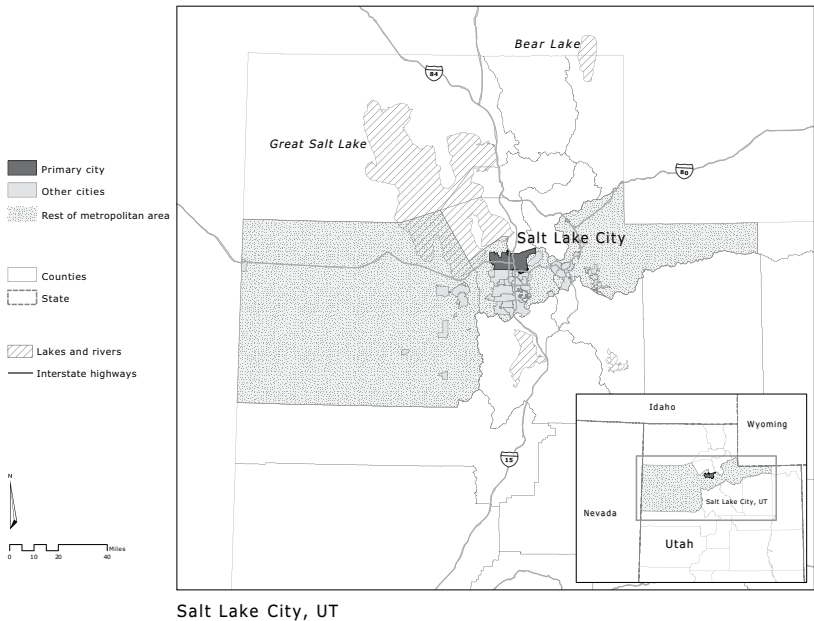 Bear Lake
84
Great Salt Lake
80
Primary city
Other cities
Rest of metropolitan area
Salt Lake City
Counties
State
Lakes and rivers
Interstate highways
Idaho
Wyoming
15
N
Salt Lake City, UT
Nevada
Utah
Miles
0 10 20 40
Salt Lake City, UT